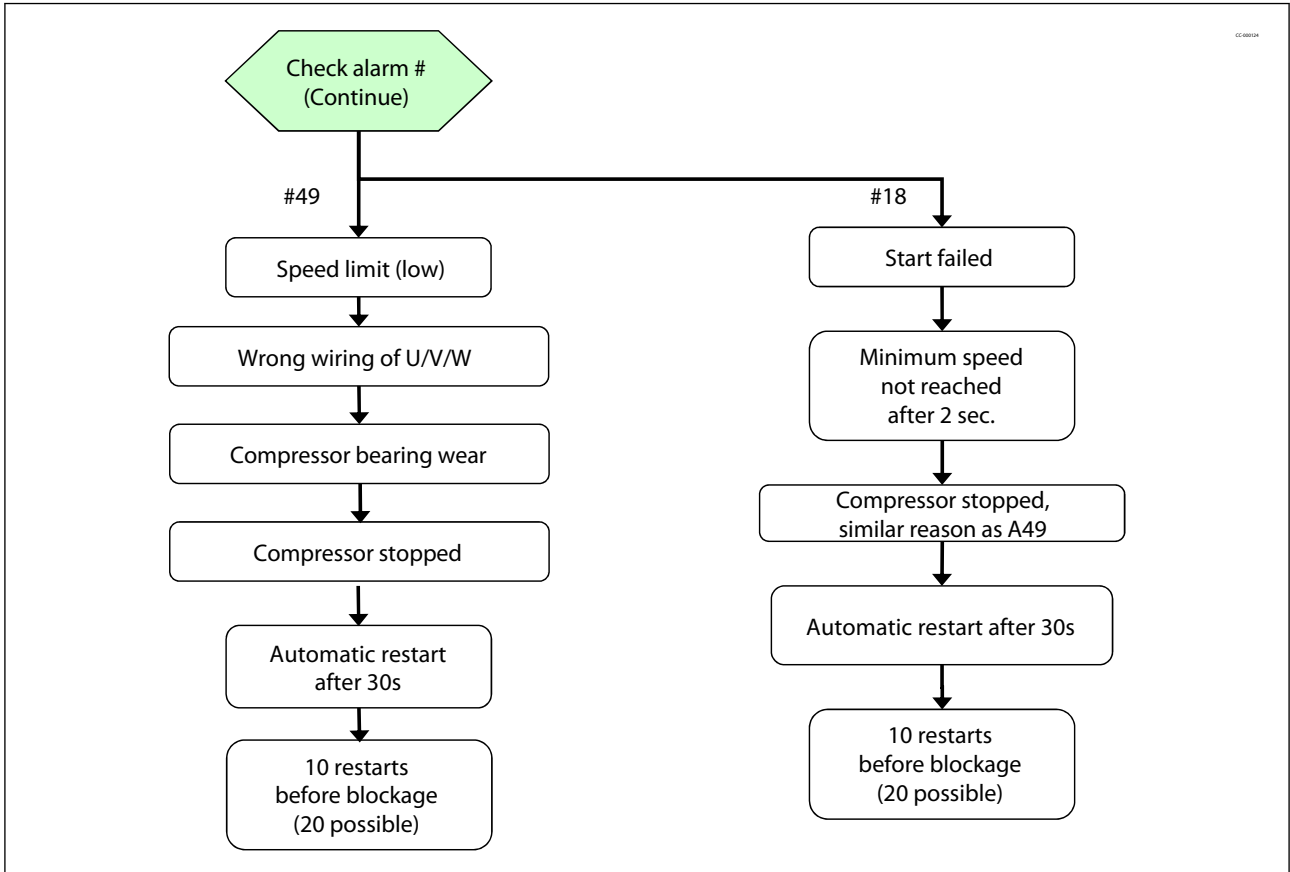 CC-000124
Check alarm #
(Continue)
#49
#18
Speed limit (low)
Wrong wiring of U/V/W
Compressor bearing wear
Compressor stopped
Automatic restart
after 30s
10 restarts
before blockage
(20 possible)
Start failed
Minimum speed
not reached
after 2 sec.
Compressor stopped,
similar reason as A49
Automatic restart after 30s
10 restarts
before blockage
(20 possible)